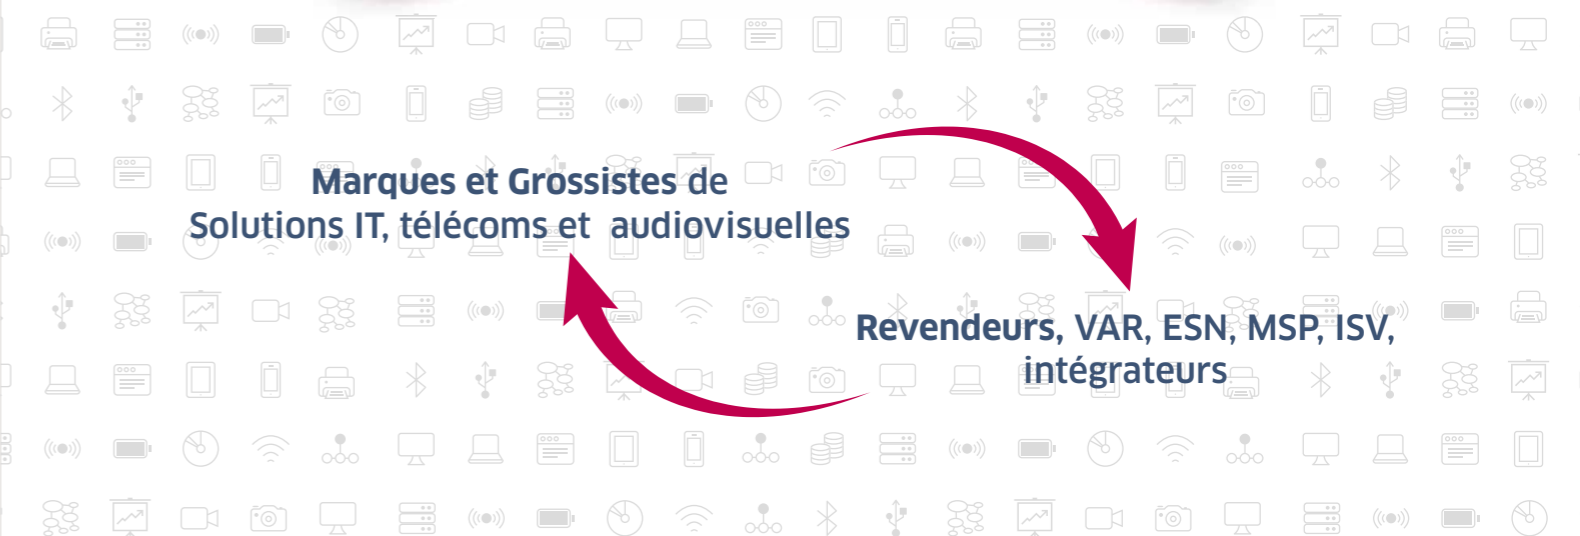 Marques et Grossistes de
Solutions IT, télécoms et audiovisuelles
Revendeurs, VAR, ESN, MSP, ISV,
intégrateurs